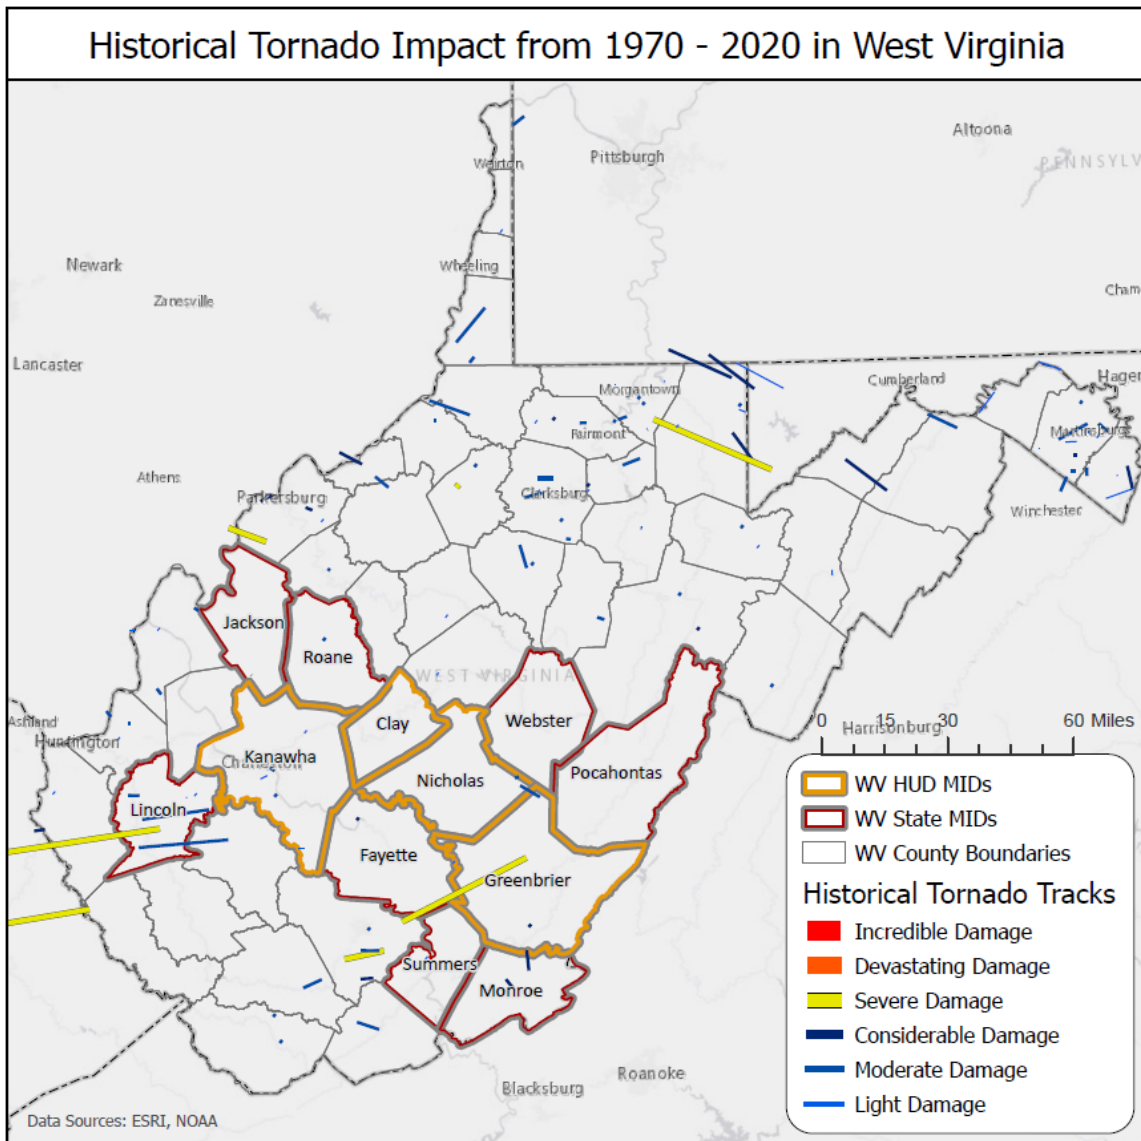 Historical Tornado Impact from 1970 - 2020 in West Virginia
Altoona
Pittsburgh
PENNSYLV
Weirton
Newark
Wheeling
Zanesville
Cham
Lancaster
Cumberland
Hager
Morgantown
Fairmont
Martinsburg
Athens
Clarksburg
Parkersburg
Winchester
Jackson
Roane
WEST VIRGINIA
Webster
Clay
Ashland
Huntington
Kanawha
Charleston
Nicholas
Pocahontas
Harrisonburg
0 15 30 60 Miles
Lincoln
Fayette
Greenbrier
Summers
Monroe
WV HUD MIDs
WV State MIDs
WV County Boundaries
Historical Tornado Tracks
Incredible Damage
Devastating Damage
Severe Damage
Considerable Damage
Moderate Damage
Light Damage
Roanoke
Blacksburg
Data Sources: ESRI, NOAA